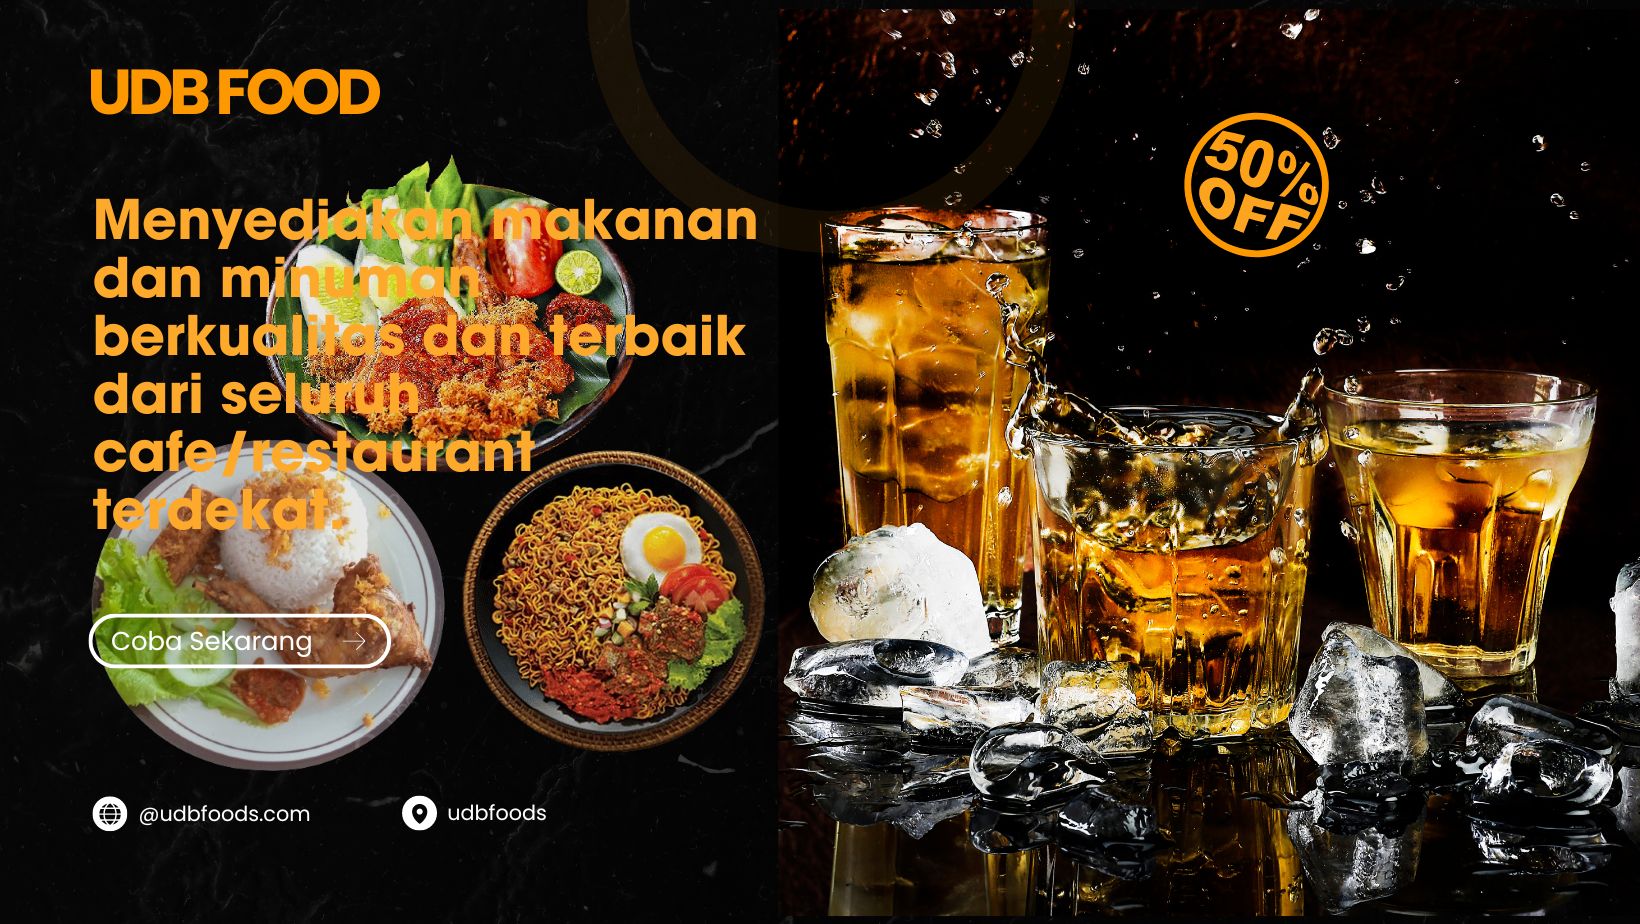 UDB FOOD
Menyediakan makanan
dan minuman
berkualitas dan terbaik
dari seluruh
cafe/restaurant
terdekat.
Coba Sekarang
@udbfoods.com
udbfoods
50%
OFF